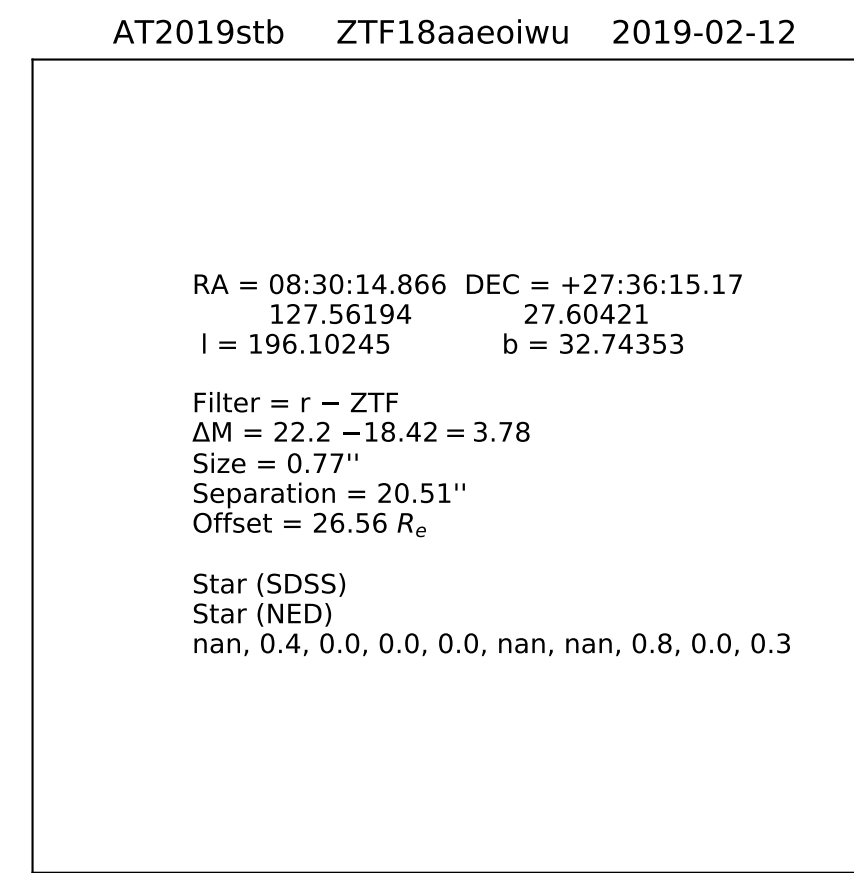 AT2019stb ZTF18aaeoiwu 2019-02-12
RA = 08:30:14.866 DEC = +27:36:15.17
127.56194 27.60421
l = 196.10245 b = 32.74353
Filter = r − ZTF
ΔM = 22.2 −18.42 = 3.78
Size = 0.77''
Separation = 20.51''
Offset = 26.56 Rₑ
Star (SDSS)
Star (NED)
nan, 0.4, 0.0, 0.0, 0.0, nan, nan, 0.8, 0.0, 0.3